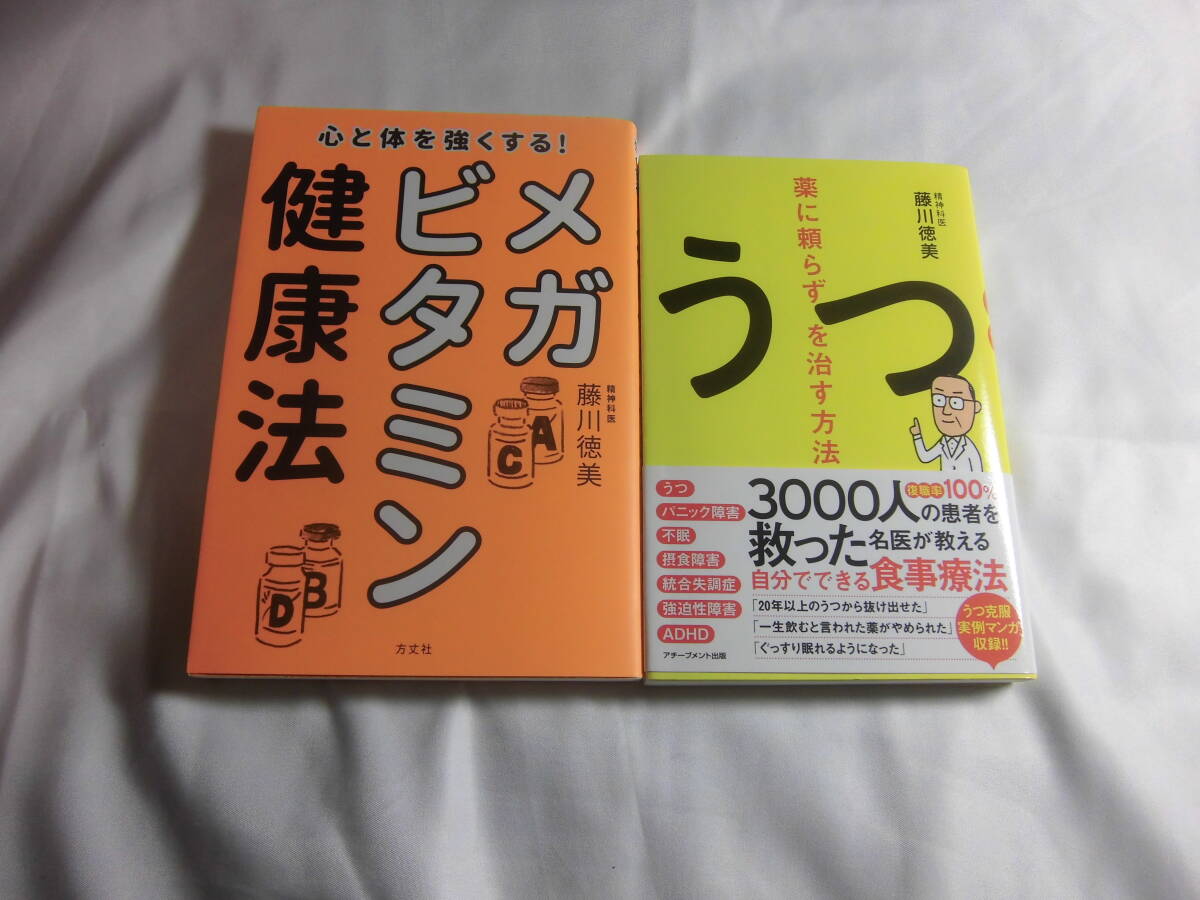 心と体を強くする!
メガ
ビタミン
健康法
精神科医
藤川徳美
A
C
B
D
方丈社
精神科医
藤川徳美
薬に頼らず
うつ
を治す方法
うつ
パニック障害
不眠
摂食障害
統合失調症
強迫性障害
ADHD
復職率100%
3000人の患者を
救った名医が教える
自分でできる食事療法
「20年以上のうつから抜け出せた」
「一生飲むと言われた薬がやめられた」
「ぐっすり眠れるようになった」
うつ克服
実例マンガ
収録!!
アチーブメント出版